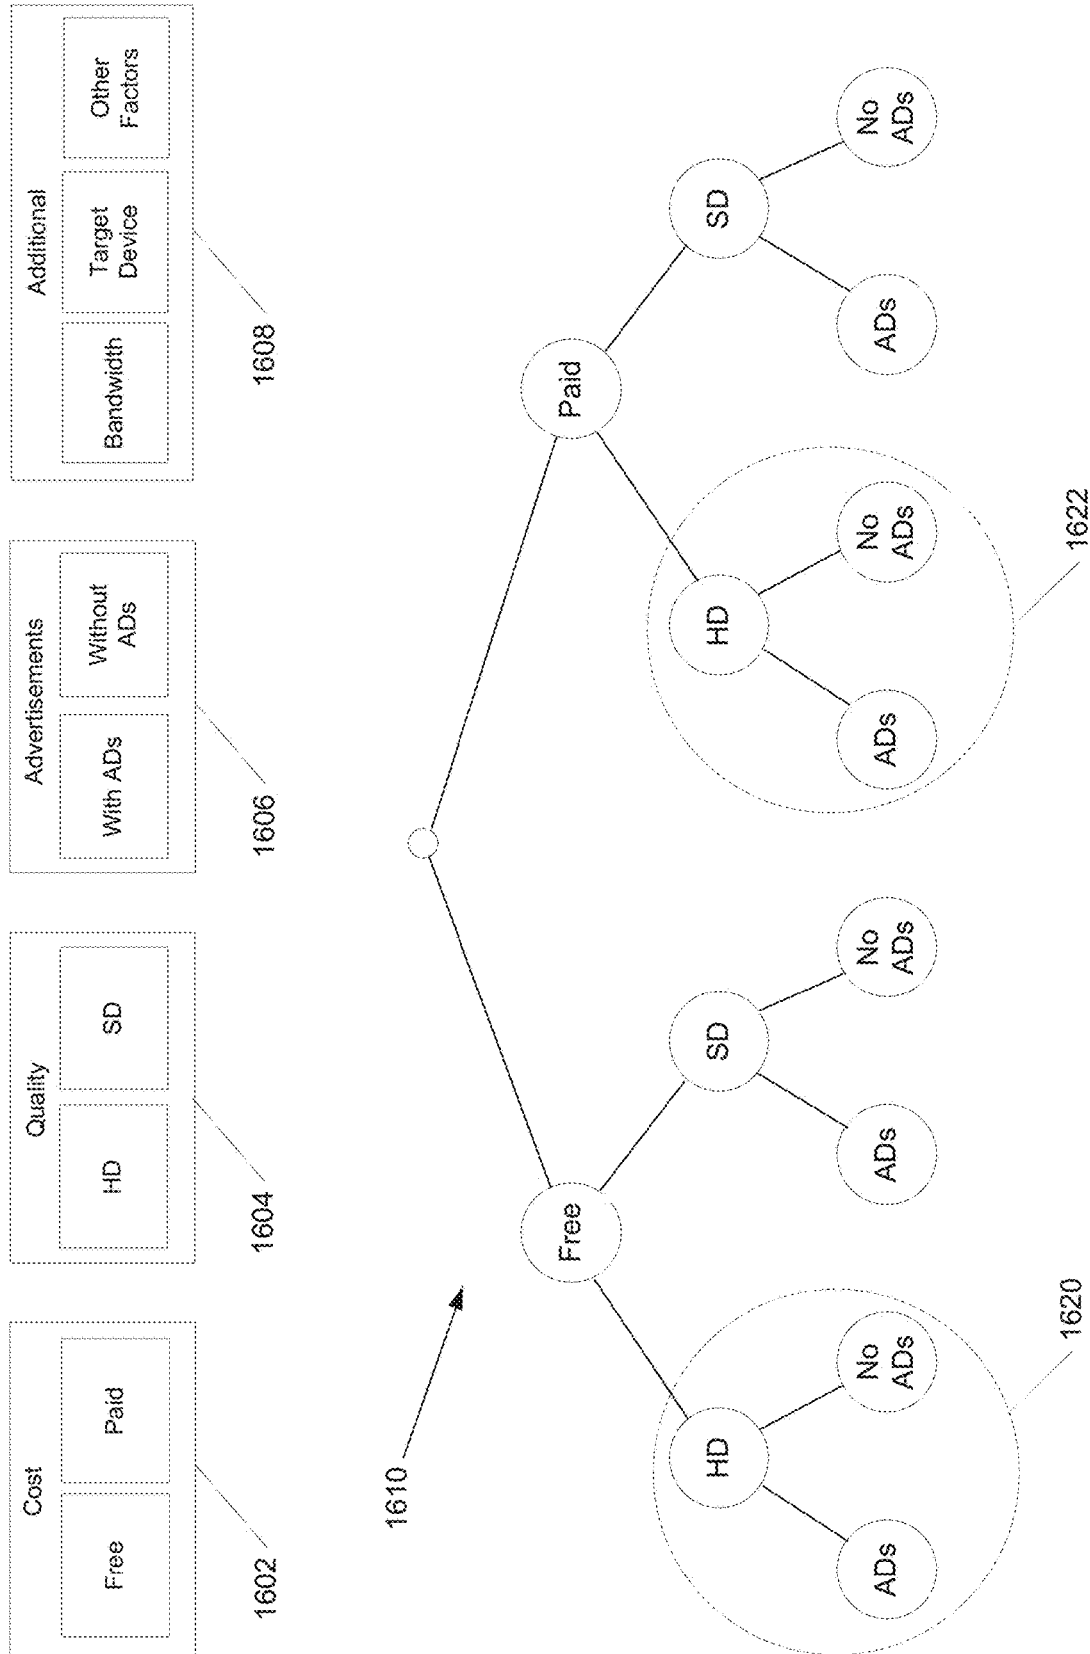 Cost
Free
Paid
1602
Quality
HD
SD
1604
Advertisements
With ADs
Without
ADs
1606
Additional
Bandwidth
Target
Device
Other
Factors
1608
1610
Free
Paid
HD
SD
HD
SD
ADs
No
ADs
ADs
No
ADs
ADs
No
ADs
ADs
No
ADs
1620
1622